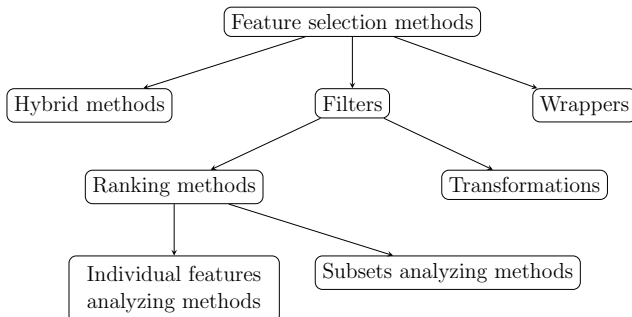 Feature selection methods
Hybrid methods
Filters
Wrappers
Ranking methods
Transformations
Individual features
analyzing methods
Subsets analyzing methods